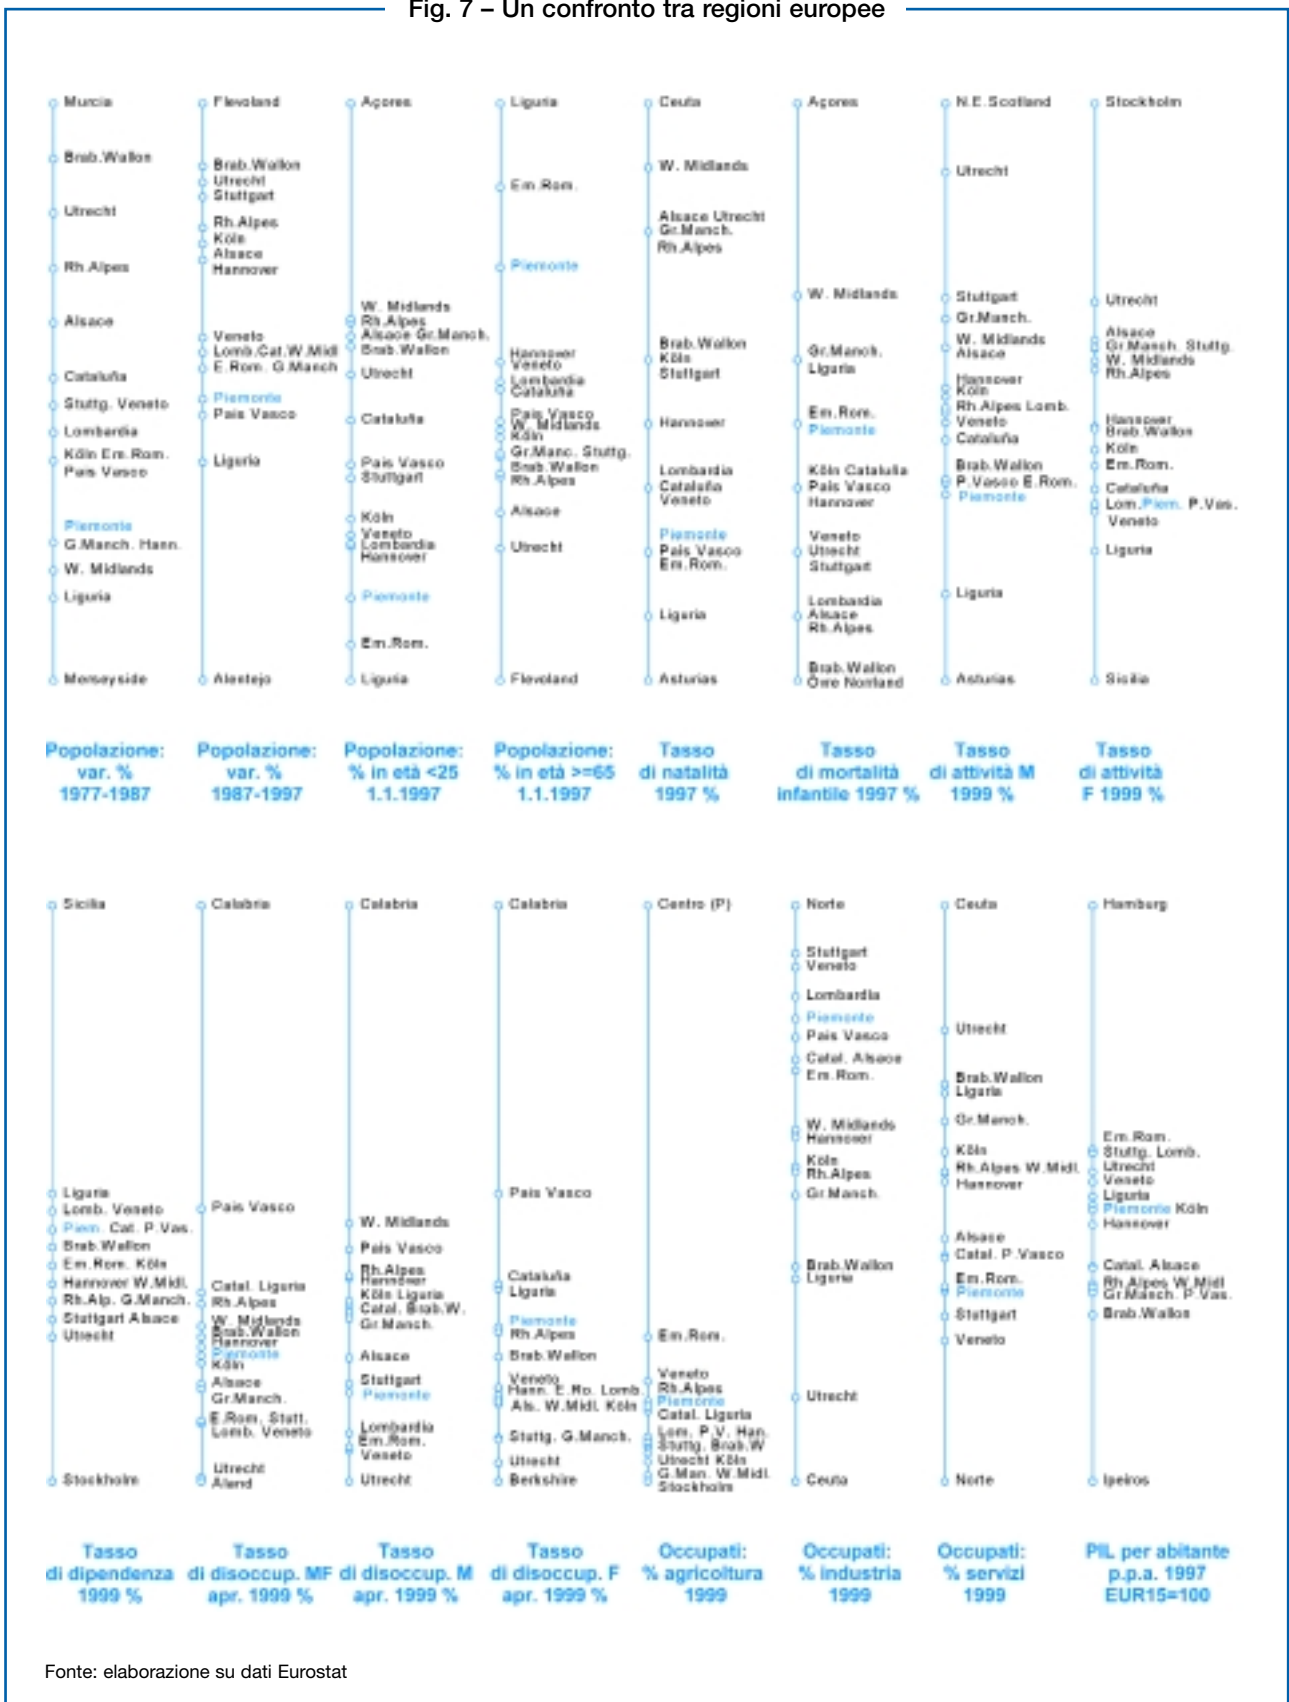 Fig. 7 – Un confronto tra regioni europee
Murcia
Brab.Wallon
Utrecht
Rh.Alpes
Alsace
Cataluña
Stuttg. Veneto
Lombardia
Köln Em.Rom.
Pais Vasco
Piemonte
G.Manch. Hann.
W. Midlands
Liguria
Merseyside
Popolazione:
var. %
1977-1987
Flevoland
Brab.Wallon
Utrecht
Stuttgart
Rh.Alpes
Köln
Alsace
Hannover
Veneto
Lomb.Cat.W.Midl
E.Rom. G.Manch
Piemonte
Pais Vasco
Liguria
Alentejo
Popolazione:
var. %
1987-1997
Açores
W. Midlands
Rh.Alpes
Alsace Gr.Manch.
Brab.Wallon
Utrecht
Cataluña
Pais Vasco
Stuttgart
Köln
Veneto
Lombardia
Hannover
Piemonte
Em.Rom.
Liguria
Popolazione:
% in età <25
1.1.1997
Liguria
Em.Rom.
Piemonte
Hannover
Veneto
Lombardia
Cataluña
Pais Vasco
W. Midlands
Köln
Gr.Manc. Stuttg.
Brab.Wallon
Rh.Alpes
Alsace
Utrecht
Flevoland
Popolazione:
% in età >=65
1.1.1997
Ceuta
W. Midlands
Alsace Utrecht
Gr.Manch.
Rh.Alpes
Brab.Wallon
Köln
Stuttgart
Hannover
Lombardia
Cataluña
Veneto
Piemonte
Pais Vasco
Em.Rom.
Liguria
Asturias
Tasso
di natalità
1997 %
Açores
W. Midlands
Gr.Manch.
Liguria
Em.Rom.
Piemonte
Köln Cataluña
Pais Vasco
Hannover
Veneto
Utrecht
Stuttgart
Lombardia
Alsace
Rh.Alpes
Brab.Wallon
Övre Norrland
Tasso
di mortalità
infantile 1997 %
N.E.Scotland
Utrecht
Stuttgart
Gr.Manch.
W. Midlands
Alsace
Hannover
Köln
Rh.Alpes Lomb.
Veneto
Cataluña
Brab.Wallon
P.Vasco E.Rom.
Piemonte
Liguria
Asturias
Tasso
di attività M
1999 %
Stockholm
Utrecht
Alsace
Gr.Manch. Stuttg.
W. Midlands
Rh.Alpes
Hannover
Brab.Wallon
Köln
Em.Rom.
Cataluña
Lom.Piem. P.Vas.
Veneto
Liguria
Sicilia
Tasso
di attività
F 1999 %
Sicilia
Liguria
Lomb. Veneto
Piem. Cat. P.Vas.
Brab.Wallon
Em.Rom. Köln
Hannover W.Midl.
Rh.Alp. G.Manch.
Stuttgart Alsace
Utrecht
Stockholm
Tasso
di dipendenza
1999 %
Calabria
Pais Vasco
Catal. Liguria
Rh.Alpes
W. Midlands
Brab.Wallon
Hannover
Piemonte
Köln
Alsace
Gr.Manch.
E.Rom. Stutt.
Lomb. Veneto
Utrecht
Aland
Tasso
di disoccup. MF
apr. 1999 %
Calabria
W. Midlands
Pais Vasco
Rh.Alpes
Hannover
Köln Liguria
Catal. Brab.W.
Gr.Manch.
Alsace
Stuttgart
Piemonte
Lombardia
Em.Rom.
Veneto
Utrecht
Tasso
di disoccup. M
apr. 1999 %
Calabria
Pais Vasco
Cataluña
Liguria
Piemonte
Rh.Alpes
Brab.Wallon
Veneto
Hann. E.Ro. Lomb.
Als. W.Midl. Köln
Stuttg. G.Manch.
Utrecht
Berkshire
Tasso
di disoccup. F
apr. 1999 %
Centro (P)
Em.Rom.
Veneto
Rh.Alpes
Piemonte
Catal. Liguria
Lom. P.V. Han.
Stuttg. Brab.W
Utrecht Köln
G.Man. W.Midl.
Stockholm
Occupati:
% agricoltura
1999
Norte
Stuttgart
Veneto
Lombardia
Piemonte
Pais Vasco
Catal. Alsace
Em.Rom.
W. Midlands
Hannover
Köln
Rh.Alpes
Gr.Manch.
Brab.Wallon
Liguria
Utrecht
Ceuta
Occupati:
% industria
1999
Ceuta
Utrecht
Brab.Wallon
Liguria
Gr.Manch.
Köln
Rh.Alpes W.Midl.
Hannover
Alsace
Catal. P.Vasco
Em.Rom.
Piemonte
Stuttgart
Veneto
Norte
Occupati:
% servizi
1999
Hamburg
Em.Rom.
Stuttg. Lomb.
Utrecht
Veneto
Liguria
Piemonte Köln
Hannover
Catal. Alsace
Rh.Alpes W.Midl
Gr.Manch. P.Vas.
Brab.Wallon
Ipeiros
PIL per abitante
p.p.a. 1997
EUR15=100
Fonte: elaborazione su dati Eurostat